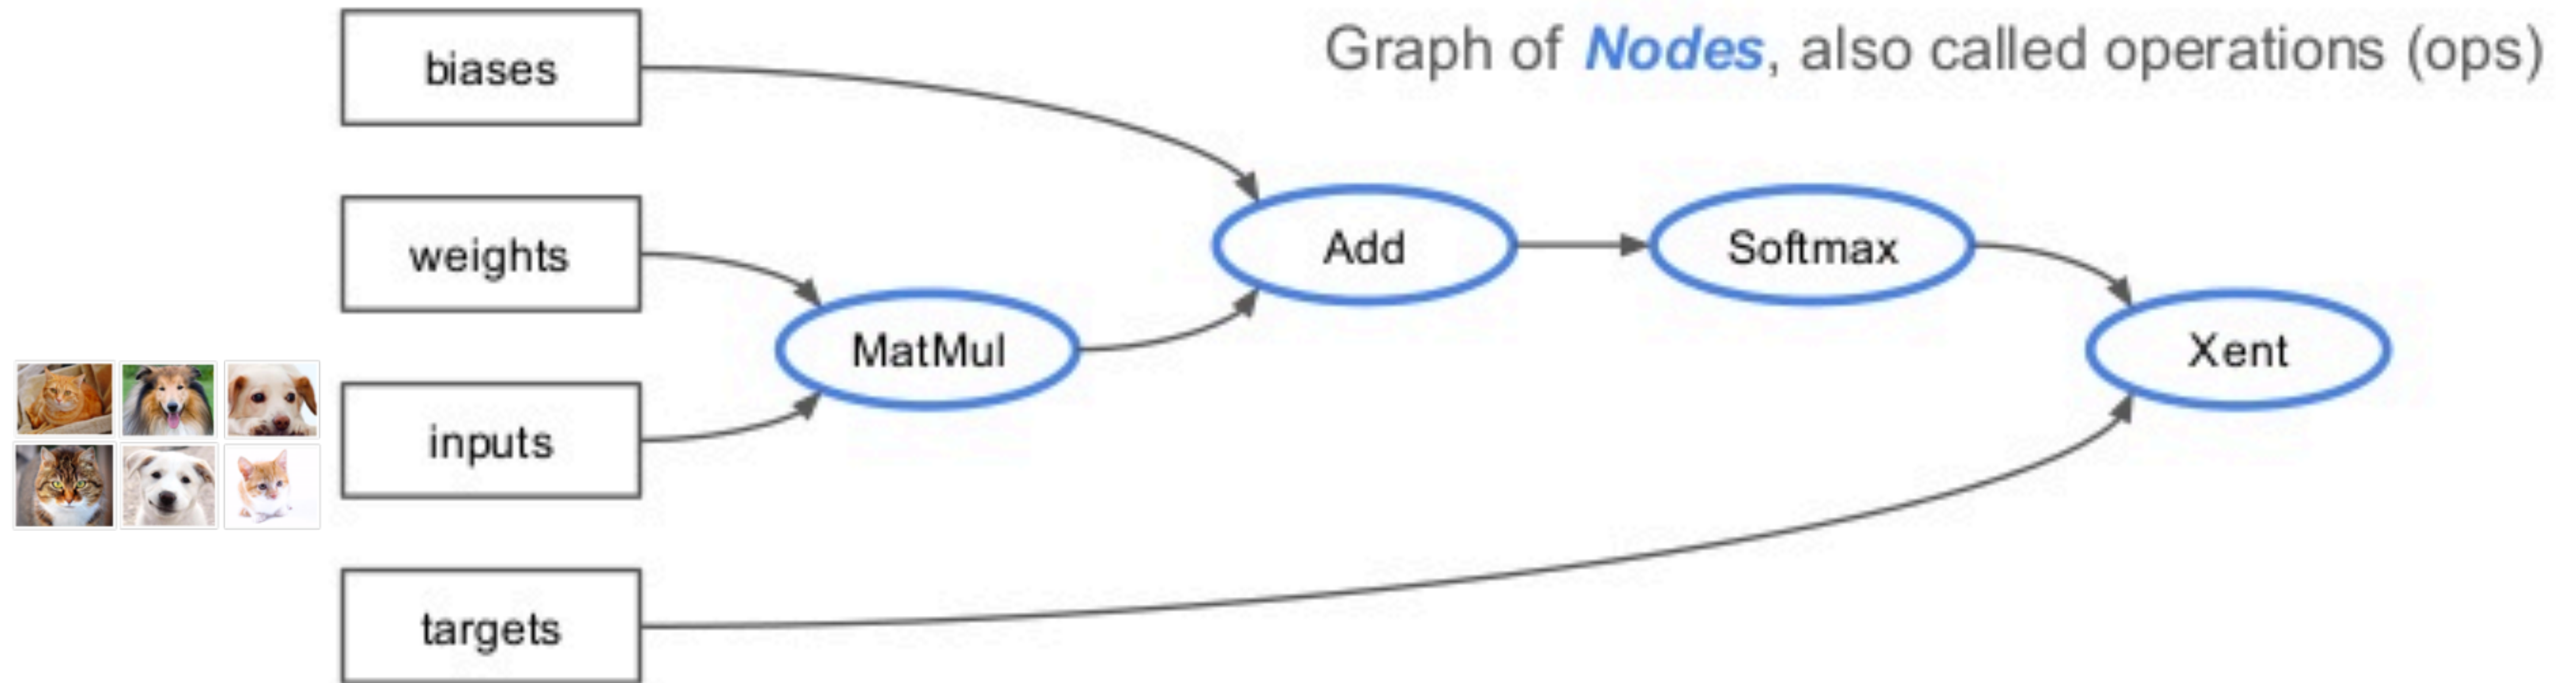 Graph of Nodes, also called operations (ops)
biases
weights
inputs
targets
MatMul
Add
Softmax
Xent